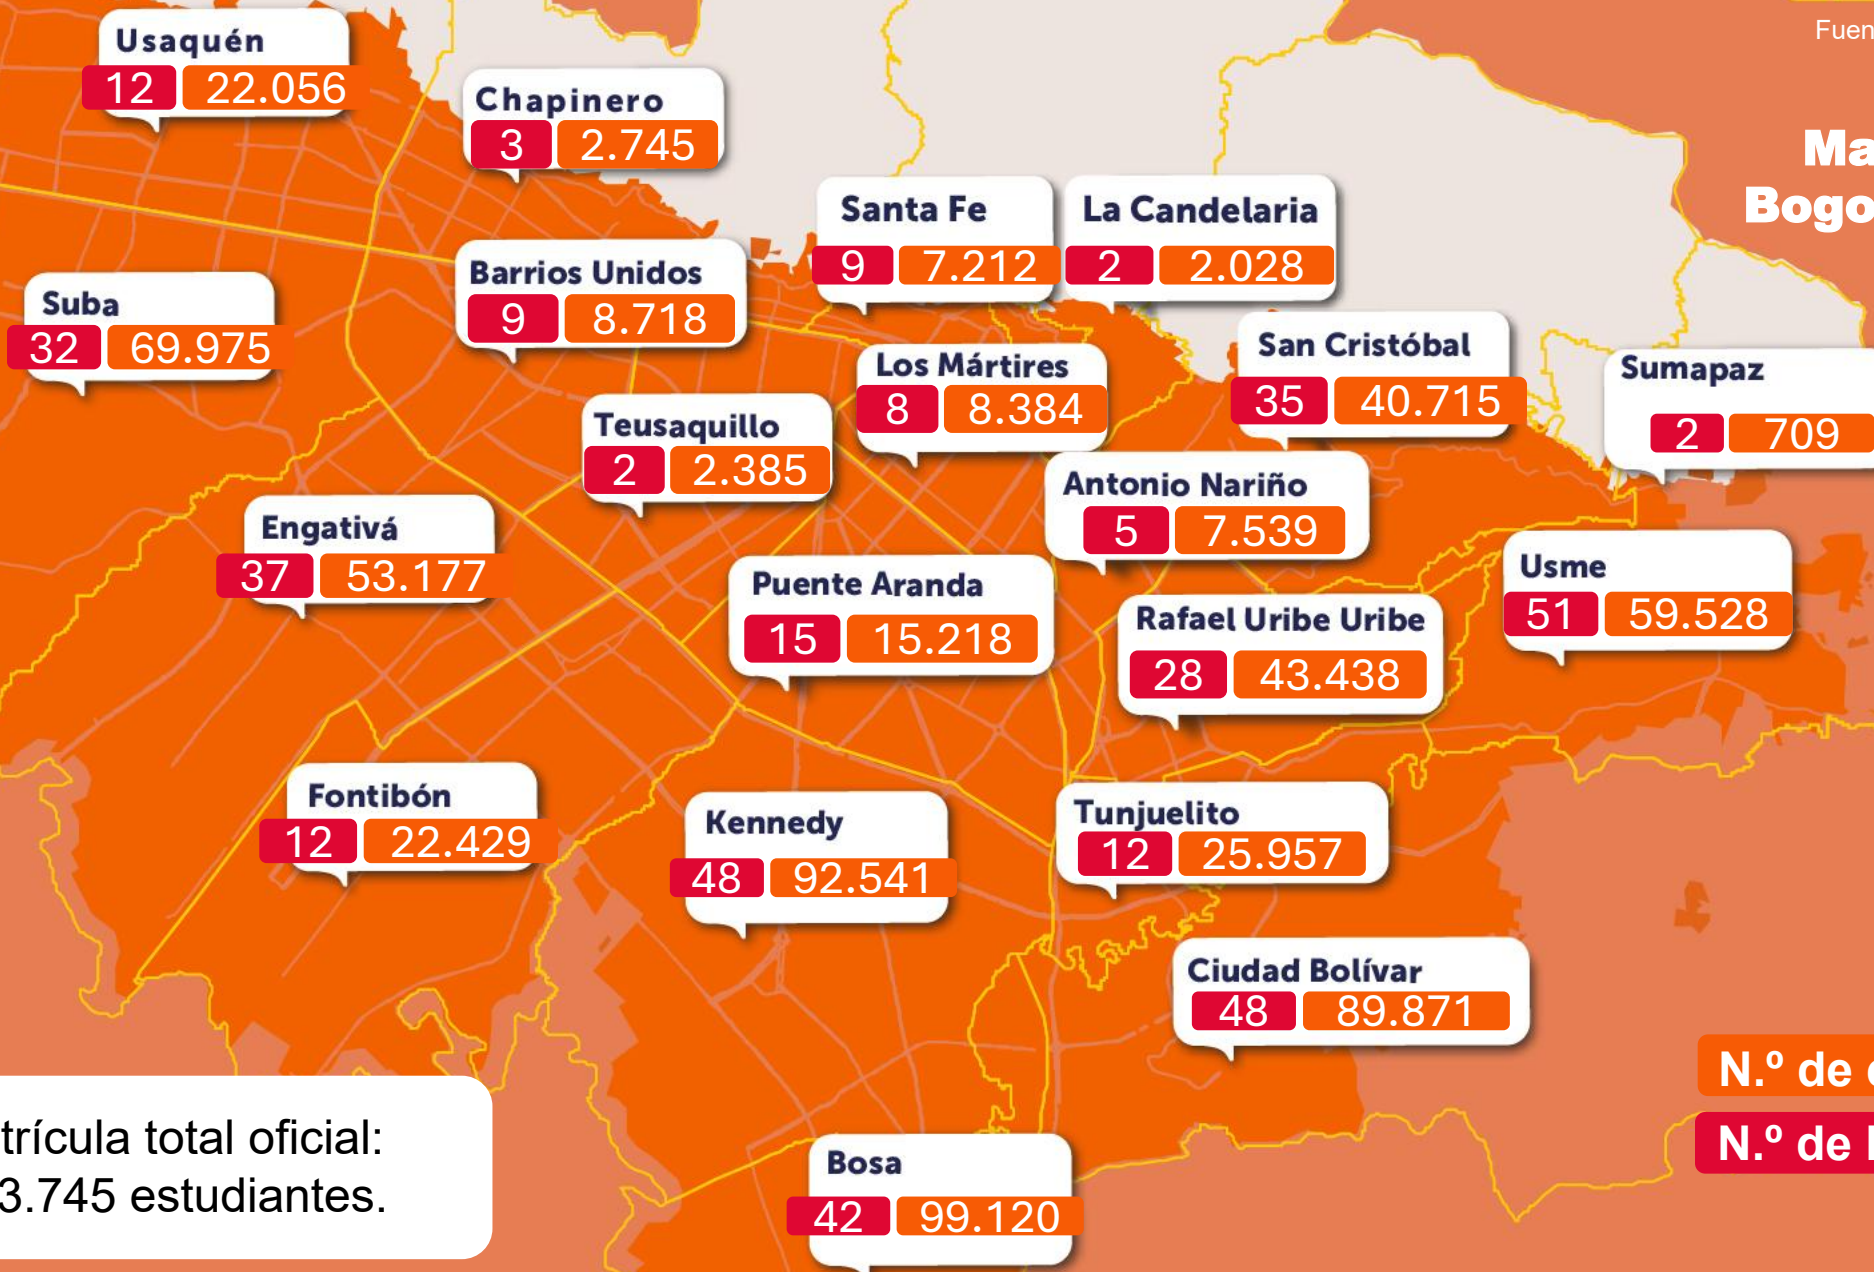 Fuen
Usaquén
12 22.056
Chapinero
3 2.745
Ma
Bogo
Santa Fe
9 7.212
La Candelaria
2 2.028
Barrios Unidos
9 8.718
Suba
32 69.975
Los Mártires
8 8.384
San Cristóbal
35 40.715
Sumapaz
2 709
Teusaquillo
2 2.385
Antonio Nariño
5 7.539
Engativá
37 53.177
Puente Aranda
15 15.218
Usme
51 59.528
Rafael Uribe Uribe
28 43.438
Fontibón
12 22.429
Kennedy
48 92.541
Tunjuelito
12 25.957
Ciudad Bolívar
48 89.871
N.º de
N.º de
trícula total oficial:
3.745 estudiantes.
Bosa
42 99.120